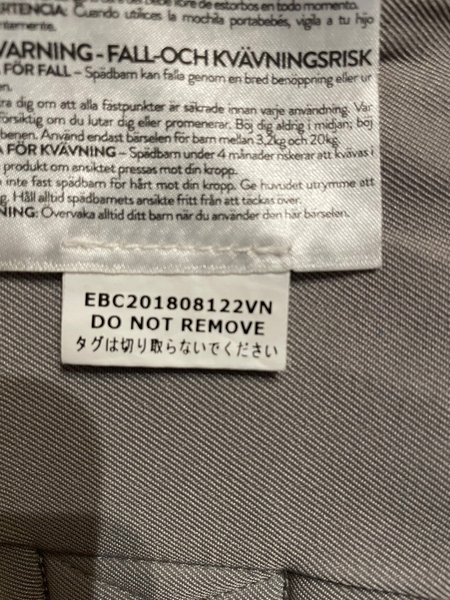 RTENCIA: Cuando utilices la mochila portabebés, vigila a tu hijo
ntemente.
VARNING - FALL-OCH KVÄVNINGSRISK
FÖR FALL – Spädbarn kan falla genom en bred benöppning eller ur
en.
ra dig om att alla fästpunkter är säkrade innan varje användning. Var
försiktig om du lutar dig eller promenerar. Böj dig aldrig i midjan; böj
benen. Använd endast bärselen för barn mellan 3,2kg och 20kg.
A FÖR KVÄVNING – Spädbarn under 4 månader riskerar att kvävas i
produkt om ansiktet pressas mot din kropp.
inte fast spädbarn för hårt mot din kropp. Ge huvudet utrymme att
g. Håll alltid spädbarnets ansikte fritt från att täckas över.
NING: Övervaka alltid ditt barn när du använder den här bärselen.
EBC201808122VN
DO NOT REMOVE
タグは切り取らないでください